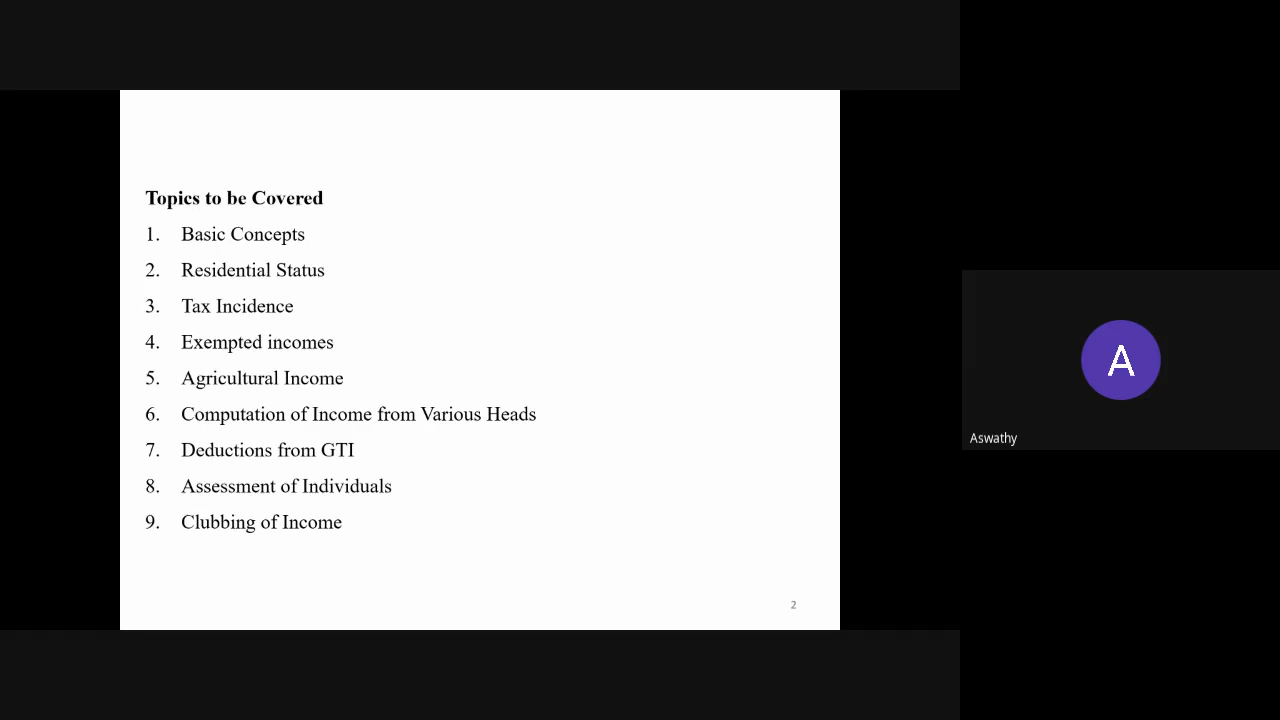 Topics to be Covered
1. Basic Concepts
2. Residential Status
3. Tax Incidence
4. Exempted incomes
5. Agricultural Income
6. Computation of Income from Various Heads
7. Deductions from GTI
8. Assessment of Individuals
9. Clubbing of Income
2
A
Aswathy